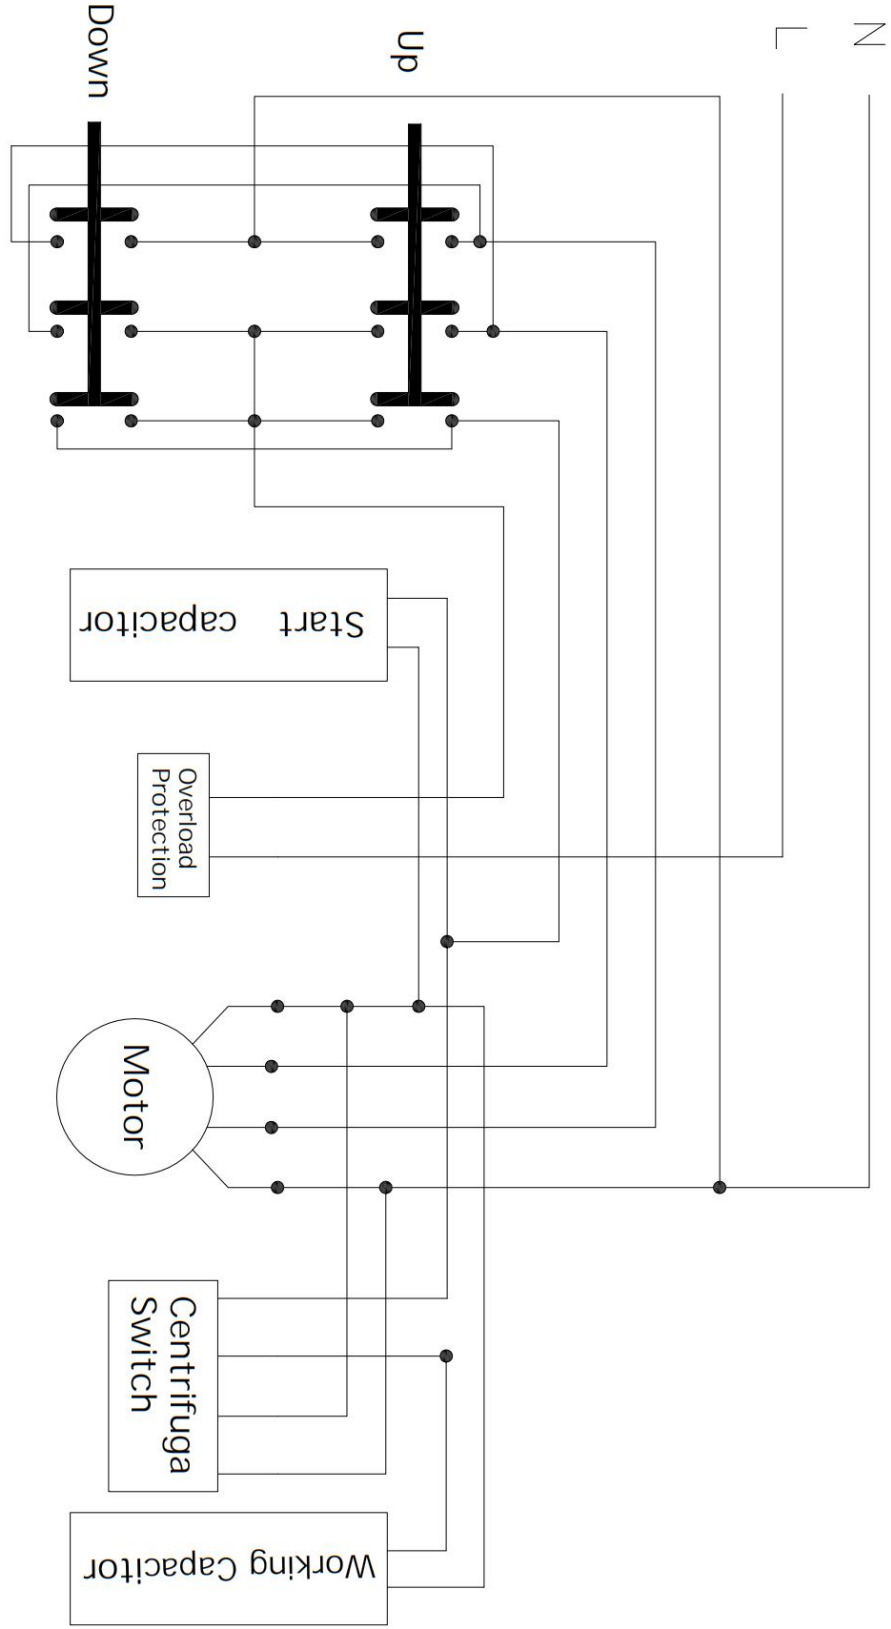 Down
Up
L
N
Start capacitor
Overload
Protection
Motor
Centrifuga
Switch
Working Capacitor